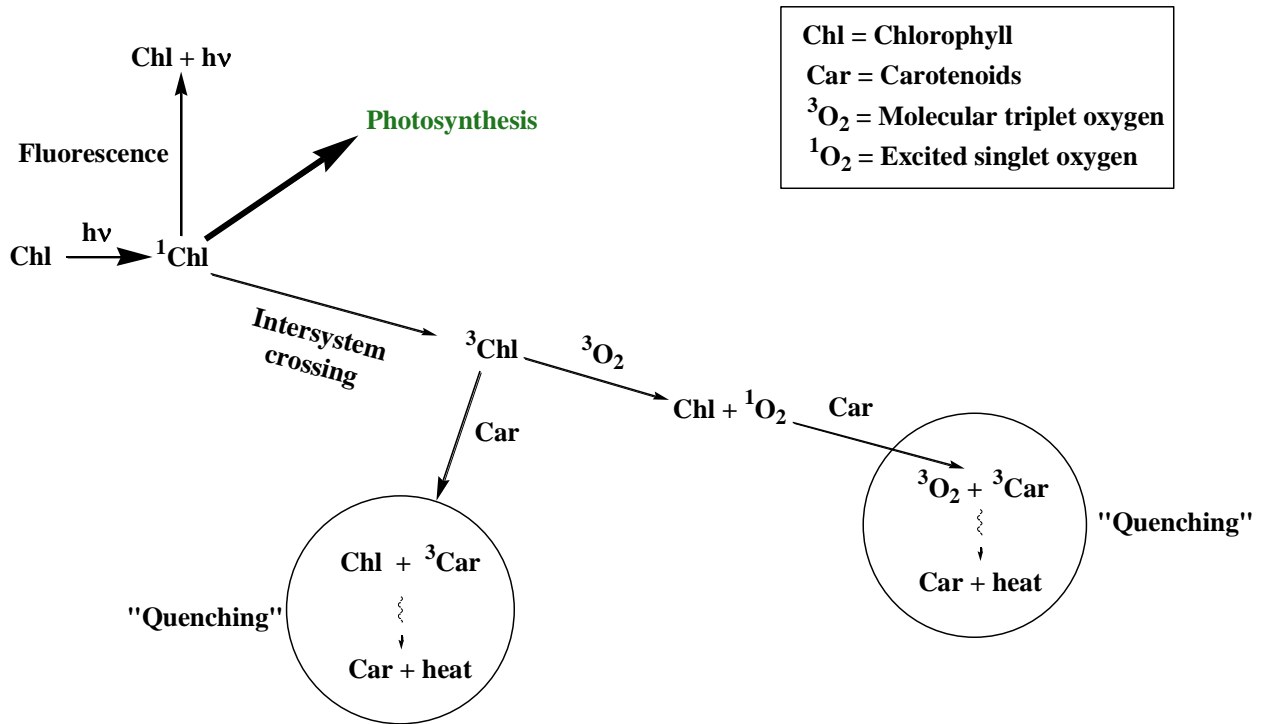 Chl = Chlorophyll
Car = Carotenoids
³O₂ = Molecular triplet oxygen
¹O₂ = Excited singlet oxygen
Chl + hν
Photosynthesis
Fluorescence
hν
Chl
¹Chl
Intersystem
crossing
³Chl
³O₂
Chl + ¹O₂
Car
Car
³O₂ + ³Car
"Quenching"
Car + heat
Chl + ³Car
"Quenching"
Car + heat